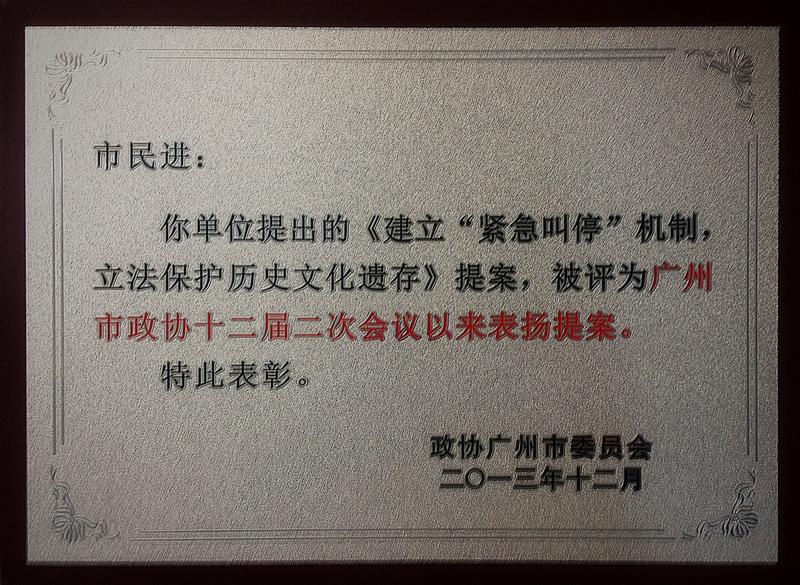 市民进：
你单位提出的《建立“紧急叫停”机制，
立法保护历史文化遗存》提案，被评为广州
市政协十二届二次会议以来表扬提案。
特此表彰。
政协广州市委员会
二〇一三年十二月